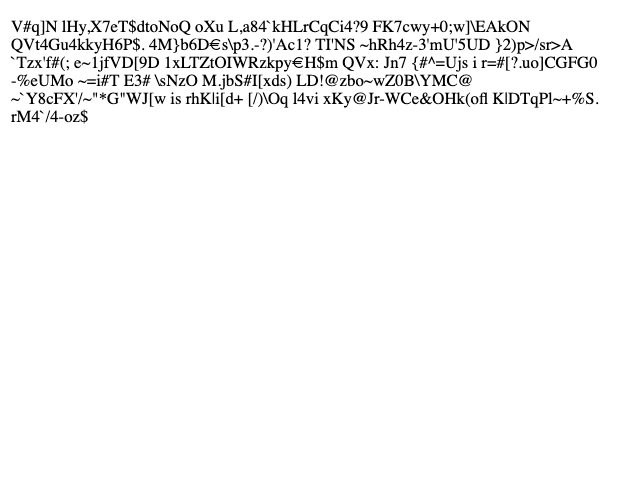 V#q]N lHy,X7eT$dtoNoQ oXu L,a84`kHLrCqCi4?9 FK7cwy+0;w]\EAkON
QVt4Gu4kkyH6P$. 4M}b6D€s\p3.-?)'Ac1? TI'NS ~hRh4z-3'mU'5UD }2)p>/sr>A
`Tzx'f#(; e~1jfVD[9D 1xLTZtOIWRzkpy€H$m QVx: Jn7 {#^=Ujs i r=#[?.uo]CGFG0
-%eUMo ~=i#T E3# \sNzO M.jbS#I[xds) LD!@zbo~wZ0B\YMC@
~`Y8cFX'/~"*G"WJ[w is rhK|i[d+ [/)\Oq l4vi xKy@Jr-WCe&OHk(ofl K|DTqPl~+%S.
rM4`/4-oz$